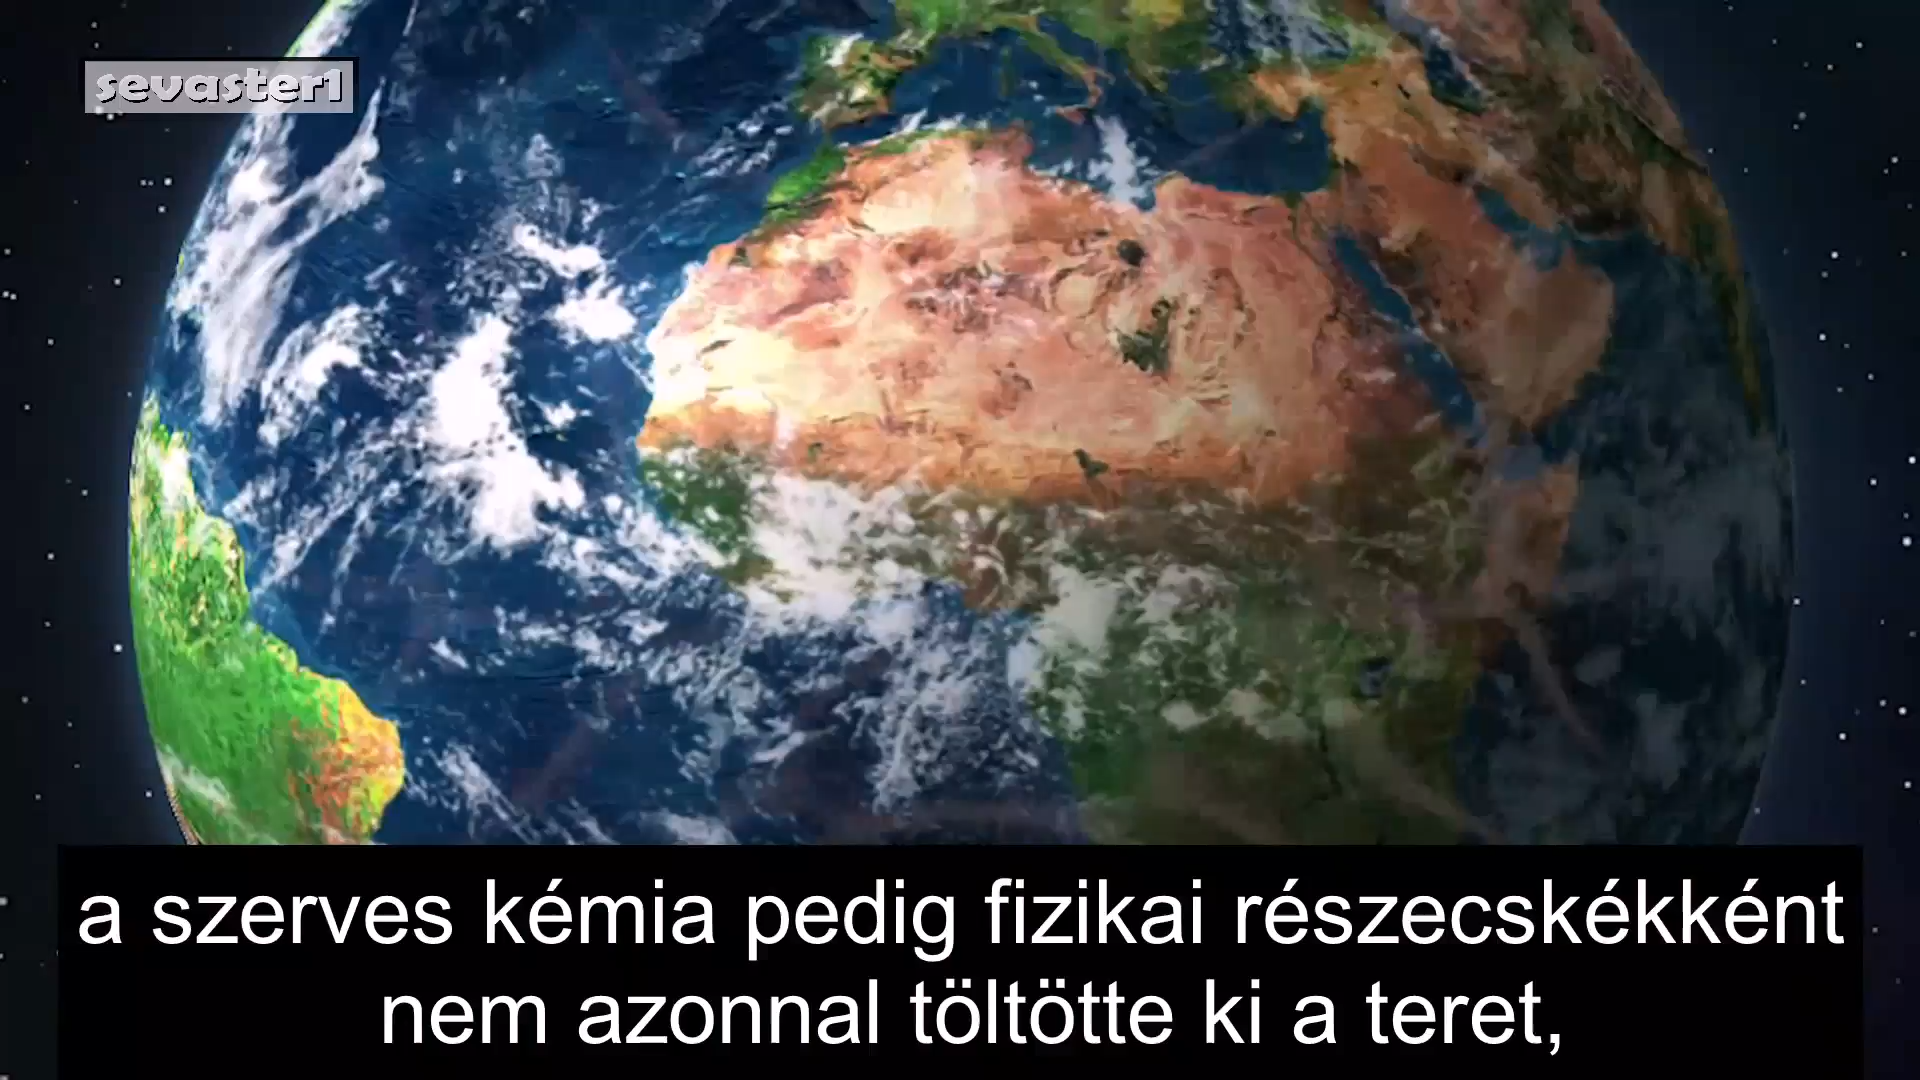 sevaster1
a szerves kémia pedig fizikai részecskékként
nem azonnal töltötte ki a teret,